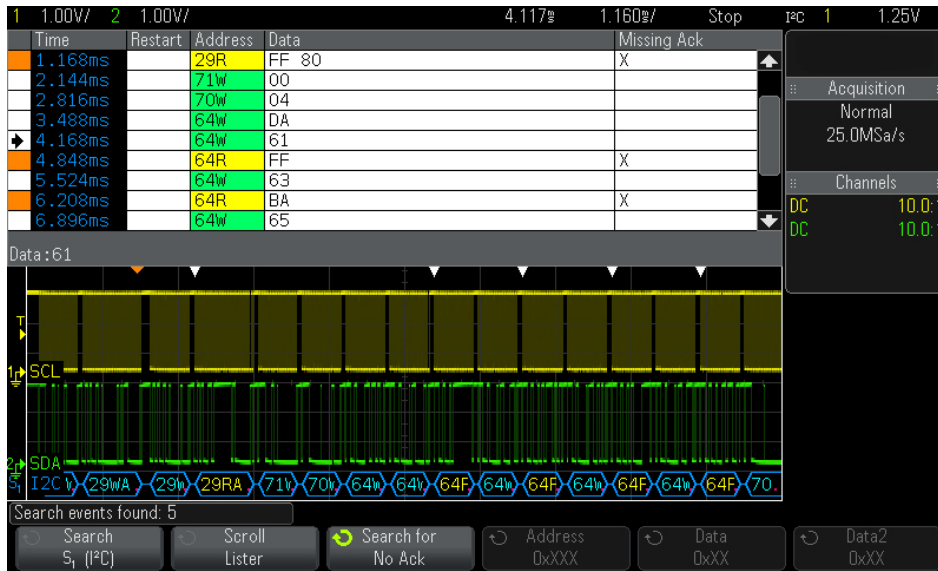 1 1.00V/ 2 1.00V/ 4.117s 1.160s/ Stop I²C 1 1.25V
Time Restart Address Data Missing Ack
1.168ms 29R FF 80 X
2.144ms 71W 00
2.816ms 70W 04
3.488ms 64W DA
4.168ms 64W 61
4.848ms 64R FF X
5.524ms 64W 63
6.208ms 64R BA X
6.896ms 64W 65
Acquisition
Normal
25.0MSa/s
Channels
DC 10.0:
DC 10.0:
Data:61
T
1 SCL
2 SDA
S₁ I2C W 29WA 29W 29RA 71W 70W 64W 64W 64F 64W 64F 64W 64F 64W 64F 70.
Search events found: 5
Search Scroll Search for Address Data Data2
S₁ (I²C) Lister No Ack 0xXXX 0xXX 0xXX